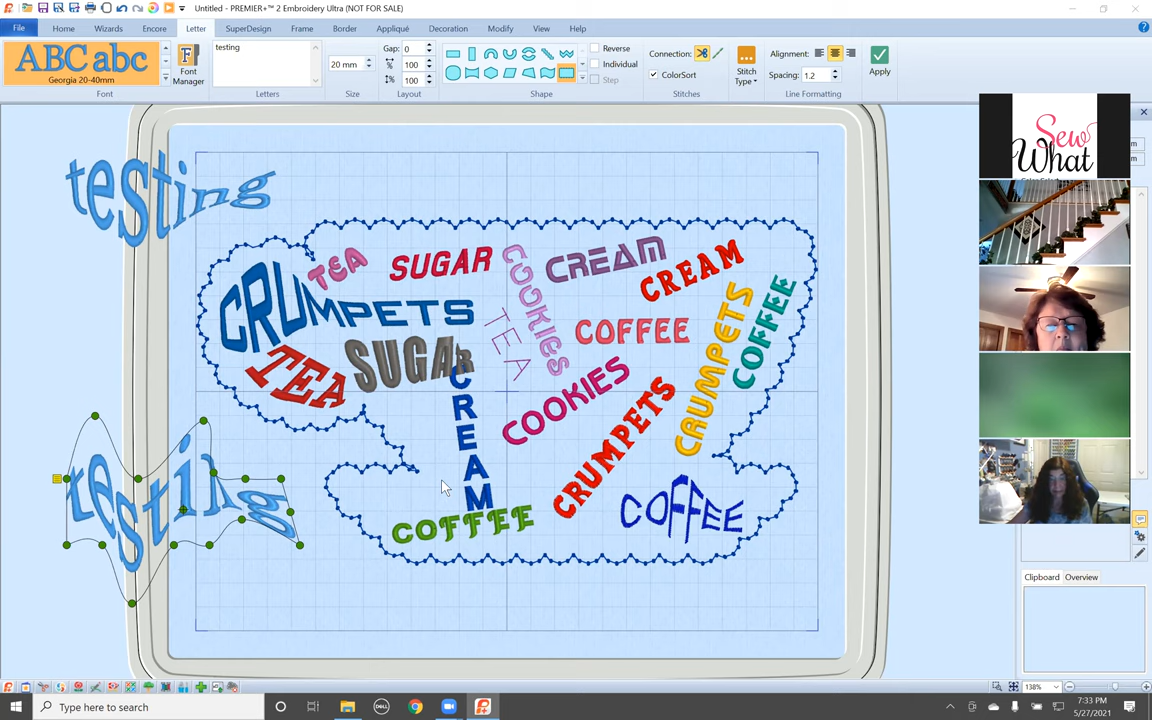 Untitled - PREMIER+™ 2 Embroidery Ultra (NOT FOR SALE)
File Home Wizards Encore Letter SuperDesign Frame Border Appliqué Decoration Modify View Help
ABC abc
Georgia 20-40mm
Font
Font Manager
testing
Letters
20 mm
Size
Gap: 0
% 100
% 100
Layout
Shape
Reverse
Individual
Step
Connection:
ColorSort
Stitches
Stitch Type
Alignment:
Spacing: 1.2
Line Formatting
Apply
Sew What
testing
TEA
SUGAR
COOKIES
CREAM
CREAM
CRUMPETS
TEA
COFFEE
CRUMPETS
COFFEE
TEA
SUGAR
COOKIES
CREAM
CRUMPETS
testing
COFFEE
COFFEE
Clipboard Overview
138%
Type here to search
DELL
7:33 PM
5/27/2021